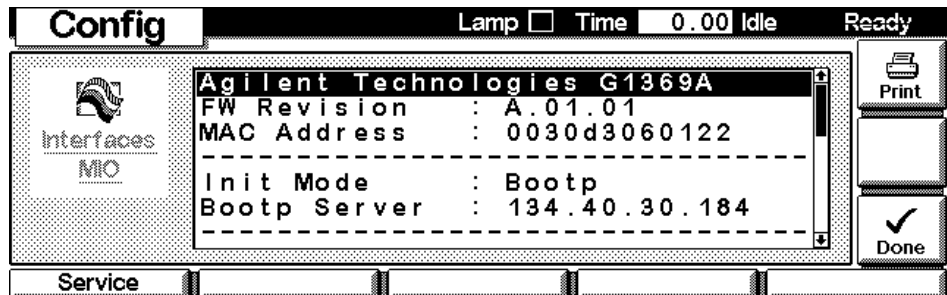 Config Lamp Time 0.00 Idle Ready
Interfaces
MIO
Agilent Technologies G1369A
FW Revision : A.01.01
MAC Address : 0030d3060122
--------------------------------
Init Mode : Bootp
Bootp Server : 134.40.30.184
--------------------------------
Print
Done
Service